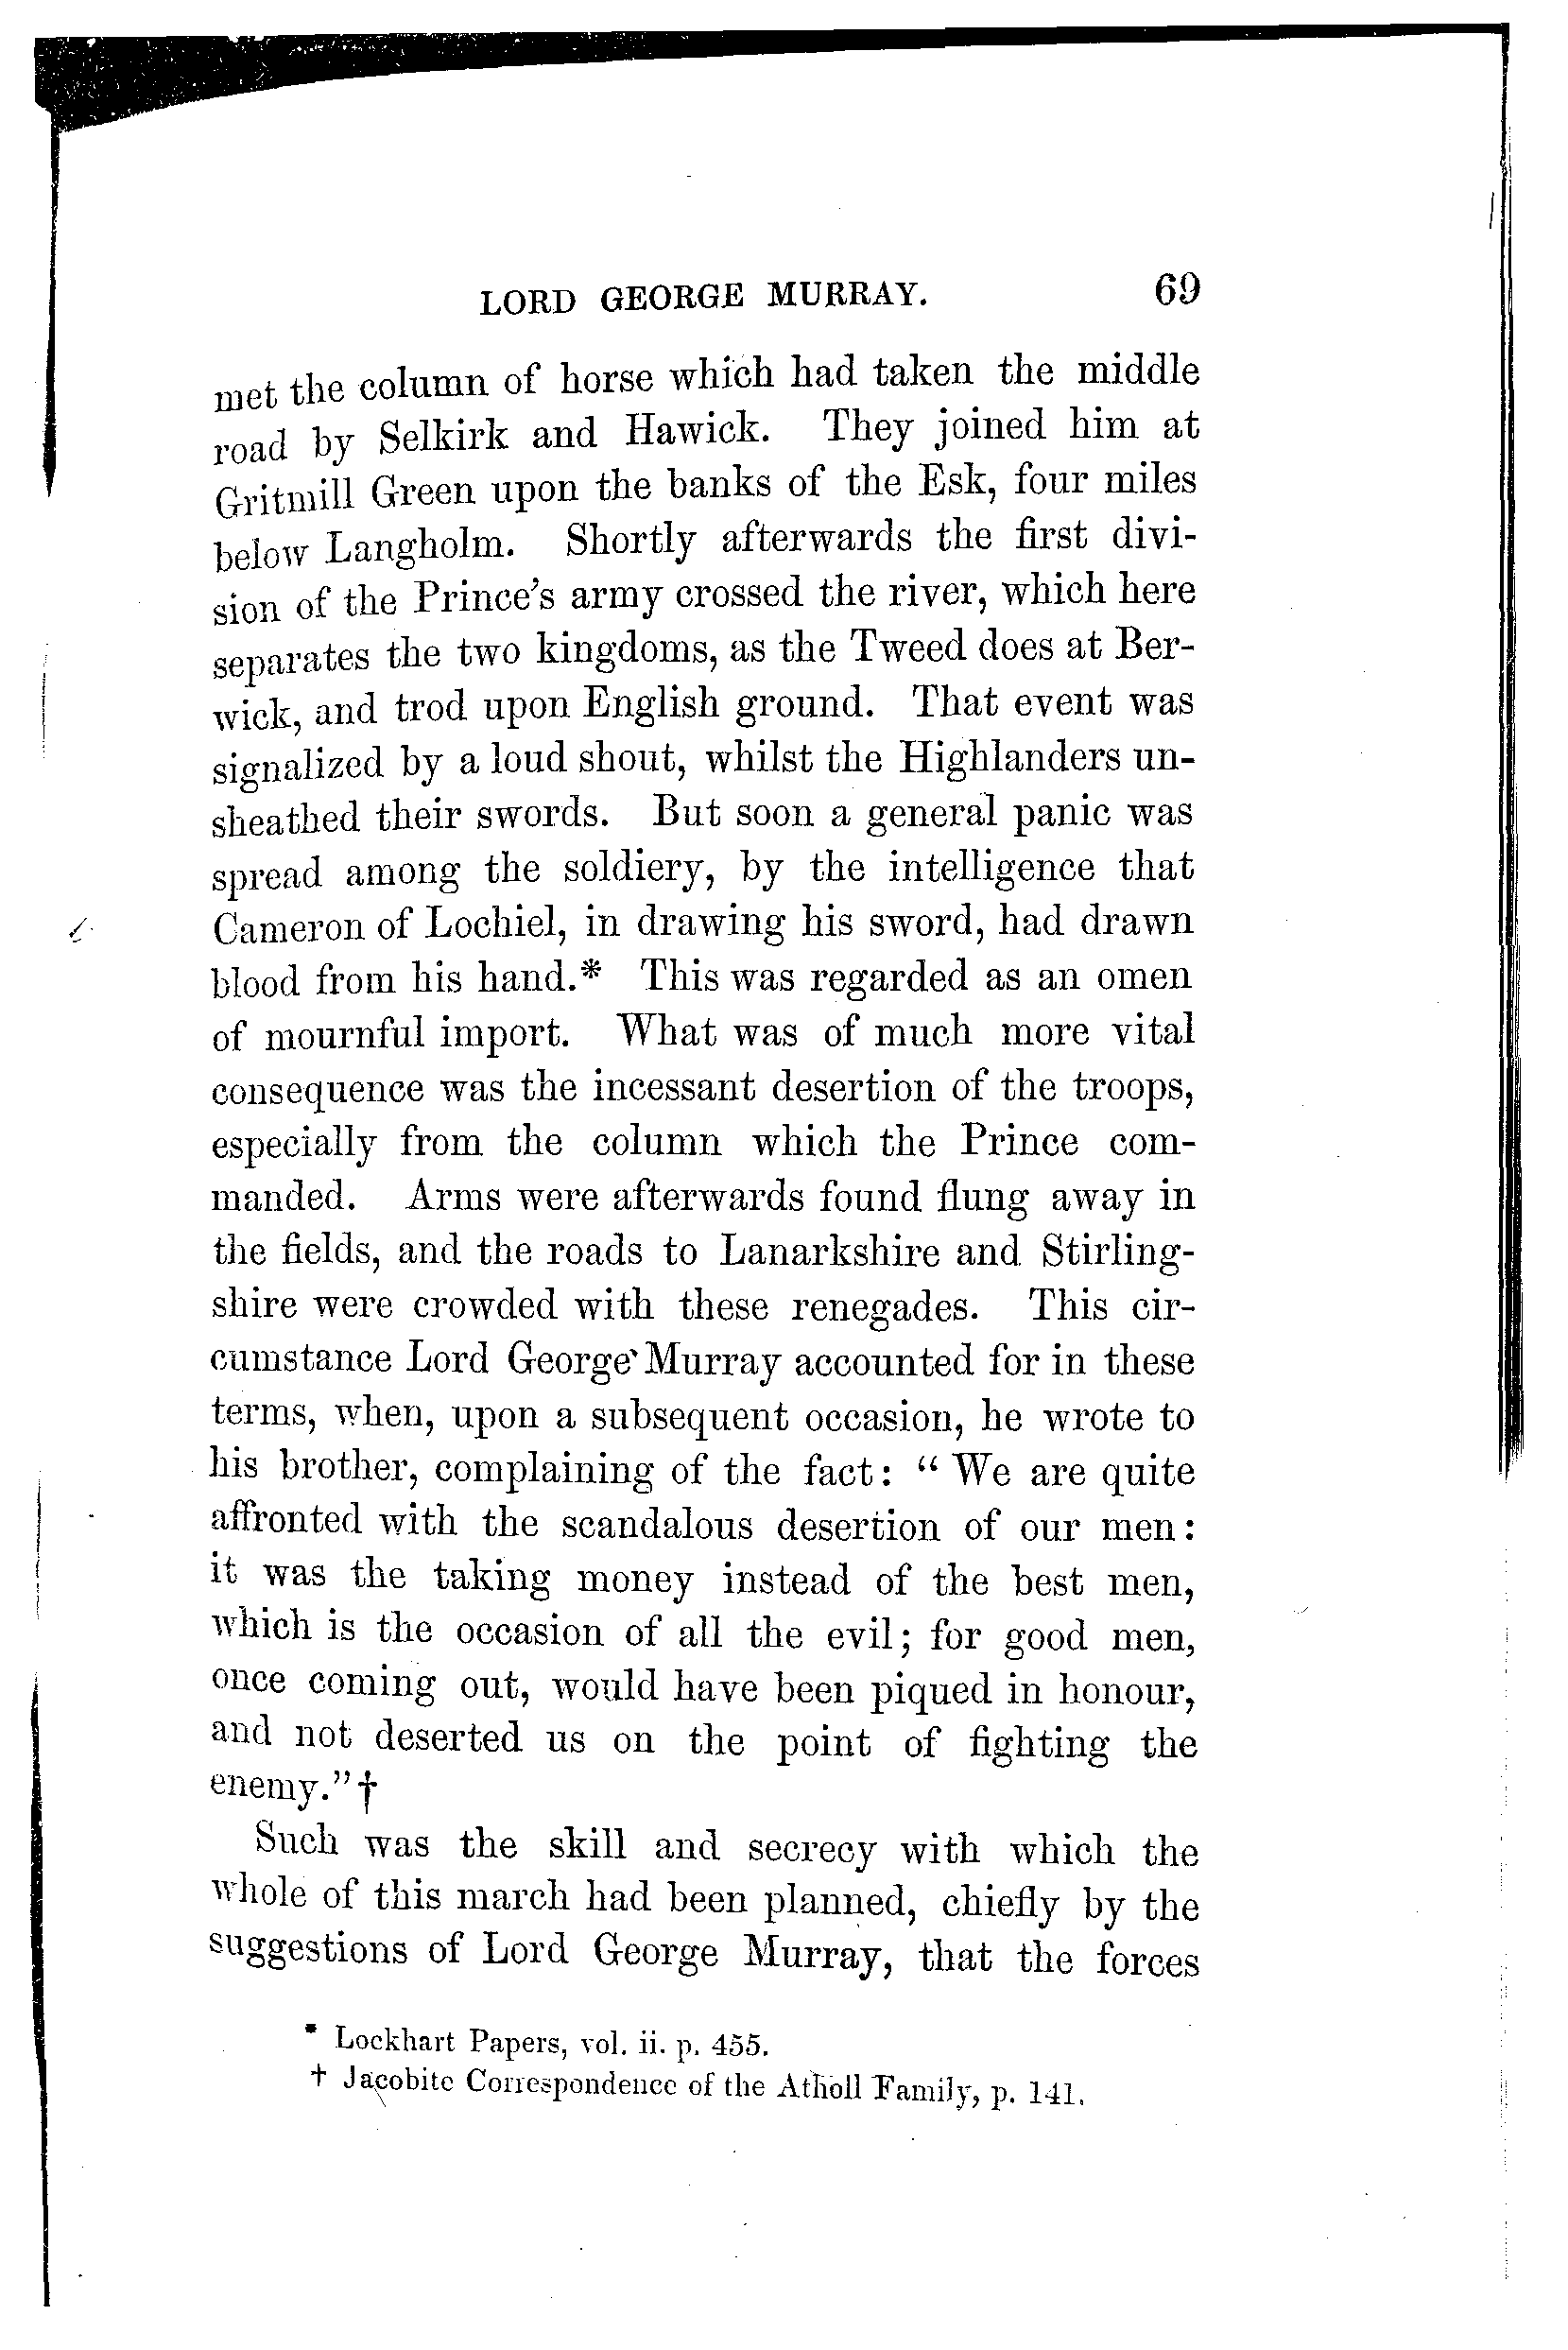 LORD GEORGE MURRAY. 69
met the column of horse which had taken the middle
road by Selkirk and Hawick. They joined him at
Gritmill Green upon the banks of the Esk, four miles
below Langholm. Shortly afterwards the first divi-
sion of the Prince's army crossed the river, which here
separates the two kingdoms, as the Tweed does at Ber-
wick, and trod upon English ground. That event was
signalized by a loud shout, whilst the Highlanders un-
sheathed their swords. But soon a general panic was
spread among the soldiery, by the intelligence that
Cameron of Lochiel, in drawing his sword, had drawn
blood from his hand.* This was regarded as an omen
of mournful import. What was of much more vital
consequence was the incessant desertion of the troops,
especially from the column which the Prince com-
manded. Arms were afterwards found flung away in
the fields, and the roads to Lanarkshire and Stirling-
shire were crowded with these renegades. This cir-
cumstance Lord George Murray accounted for in these
terms, when, upon a subsequent occasion, he wrote to
his brother, complaining of the fact: "We are quite
affronted with the scandalous desertion of our men:
it was the taking money instead of the best men,
which is the occasion of all the evil; for good men,
once coming out, would have been piqued in honour,
and not deserted us on the point of fighting the
enemy."†
Such was the skill and secrecy with which the
whole of this march had been planned, chiefly by the
suggestions of Lord George Murray, that the forces
* Lockhart Papers, vol. ii. p. 455.
† Jacobite Correspondence of the Atholl Family, p. 141.